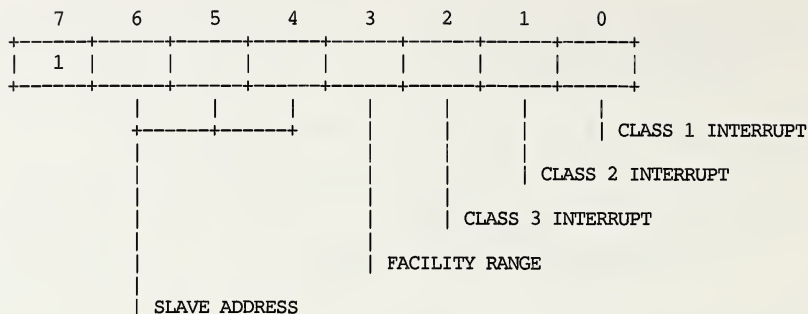 7 6 5 4 3 2 1 0
1
CLASS 1 INTERRUPT
CLASS 2 INTERRUPT
CLASS 3 INTERRUPT
FACILITY RANGE
SLAVE ADDRESS